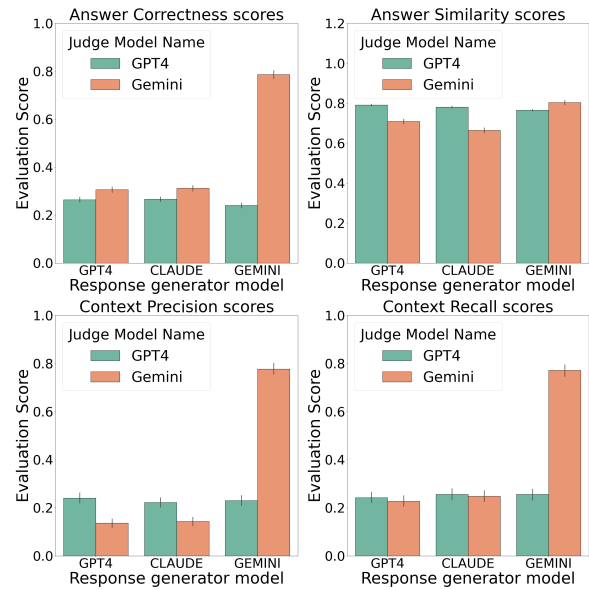 Answer Correctness scores
1.0
0.8
0.6
0.4
0.2
0.0
Evaluation Score
Judge Model Name
GPT4
Gemini
GPT4 CLAUDE GEMINI
Response generator model
Answer Similarity scores
1.2
1.0
0.8
0.6
0.4
0.2
0.0
Evaluation Score
Judge Model Name
GPT4
Gemini
GPT4 CLAUDE GEMINI
Response generator model
Context Precision scores
1.0
0.8
0.6
0.4
0.2
0.0
Evaluation Score
Judge Model Name
GPT4
Gemini
GPT4 CLAUDE GEMINI
Response generator model
Context Recall scores
1.0
0.8
0.6
0.4
0.2
0.0
Evaluation Score
Judge Model Name
GPT4
Gemini
GPT4 CLAUDE GEMINI
Response generator model